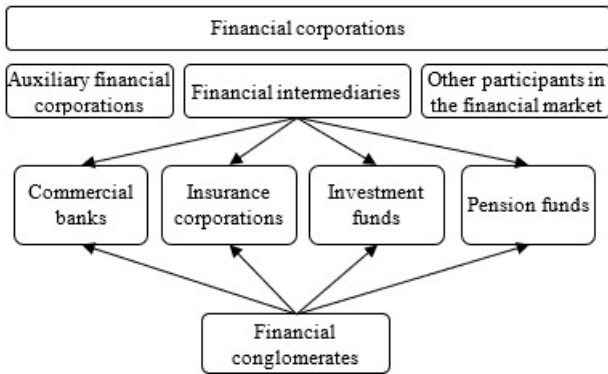 Financial corporations
Auxiliary financial
corporations
Financial intermediaries
Other participants in
the financial market
Commercial
banks
Insurance
corporations
Investment
funds
Pension funds
Financial
conglomerates